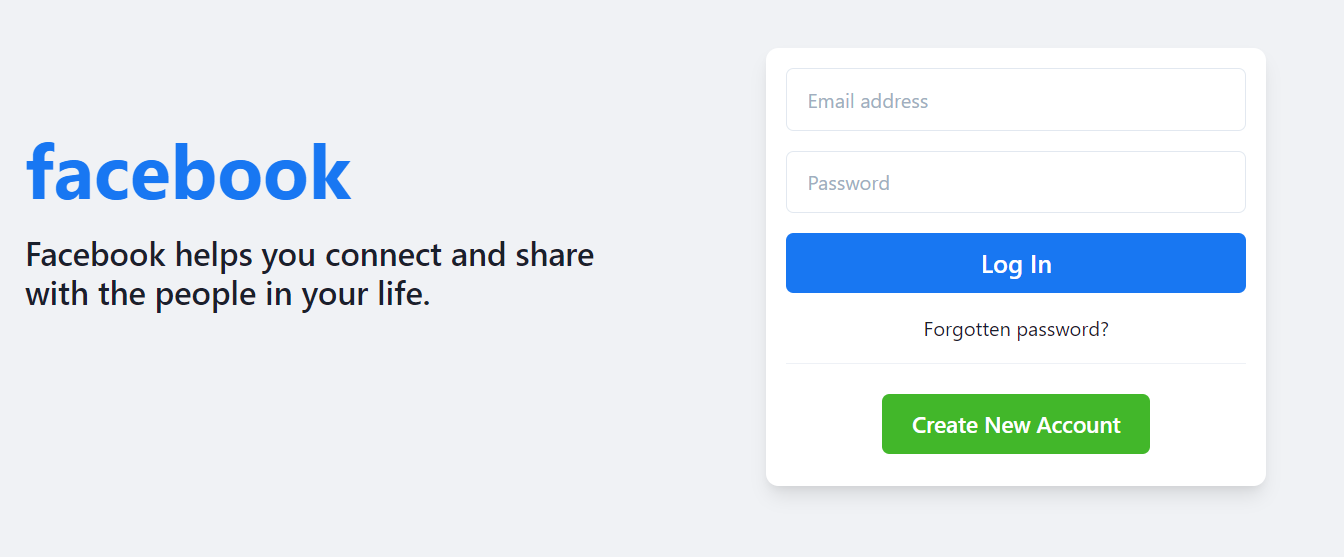 facebook
Facebook helps you connect and share
with the people in your life.
Email address
Password
Log In
Forgotten password?
Create New Account